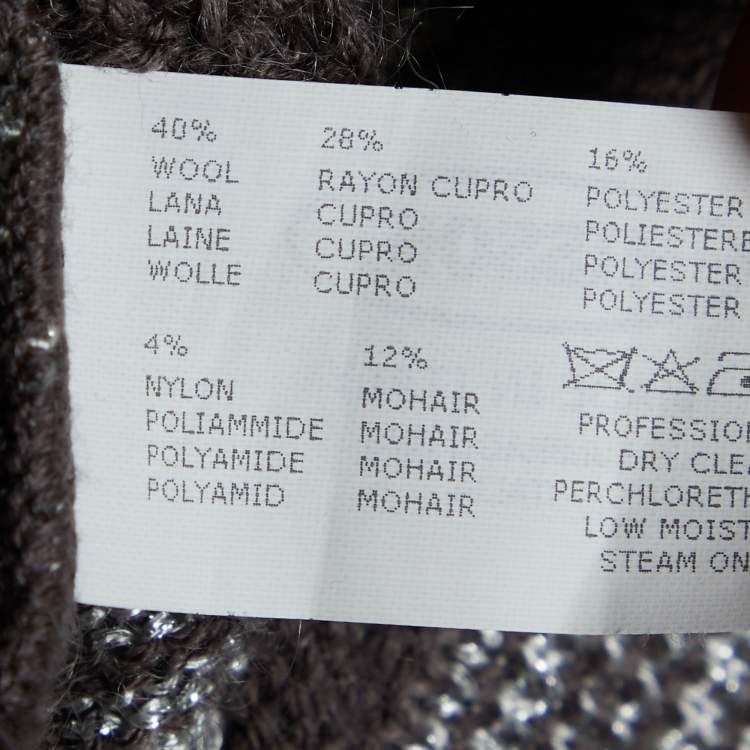 40%
WOOL
LANA
LAINE
WOLLE
28%
RAYON CUPRO
CUPRO
CUPRO
CUPRO
16%
POLYESTER
POLIESTERE
POLYESTER
POLYESTER
4%
NYLON
POLIAMMIDE
POLYAMIDE
POLYAMID
12%
MOHAIR
MOHAIR
MOHAIR
MOHAIR
PROFESSION
DRY CLEA
PERCHLORETH
LOW MOIST
STEAM ON